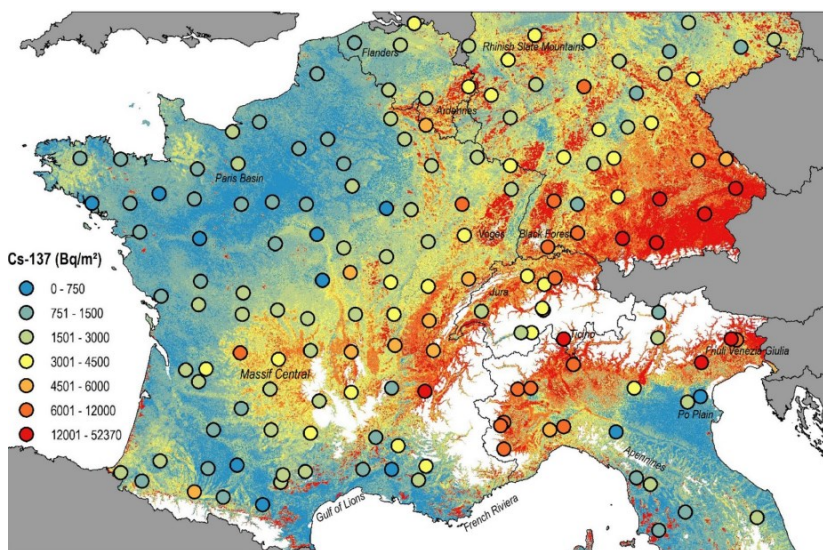 Flanders
Rhinish Slate Mountains
Ardennes
Paris Basin
Vosges
Black Forest
Cs-137 (Bq/m²)
0 - 750
751 - 1500
1501 - 3000
3001 - 4500
4501 - 6000
6001 - 12000
12001 - 52370
Jura
Ticino
Friuli Venezia Giulia
Massif Central
Po Plain
Apennines
Gulf of Lions
French Riviera